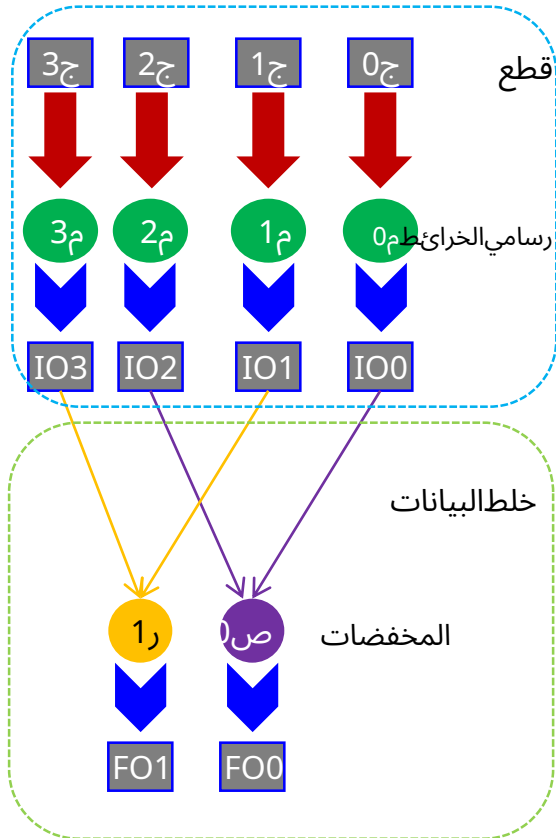 قطع
ج0
ج1
ج2
ج3
رسامي الخرائط
م0
م1
م2
م3
IO0
IO1
IO2
IO3
خلط البيانات
المخفضات
ص0
ر1
FO0
FO1